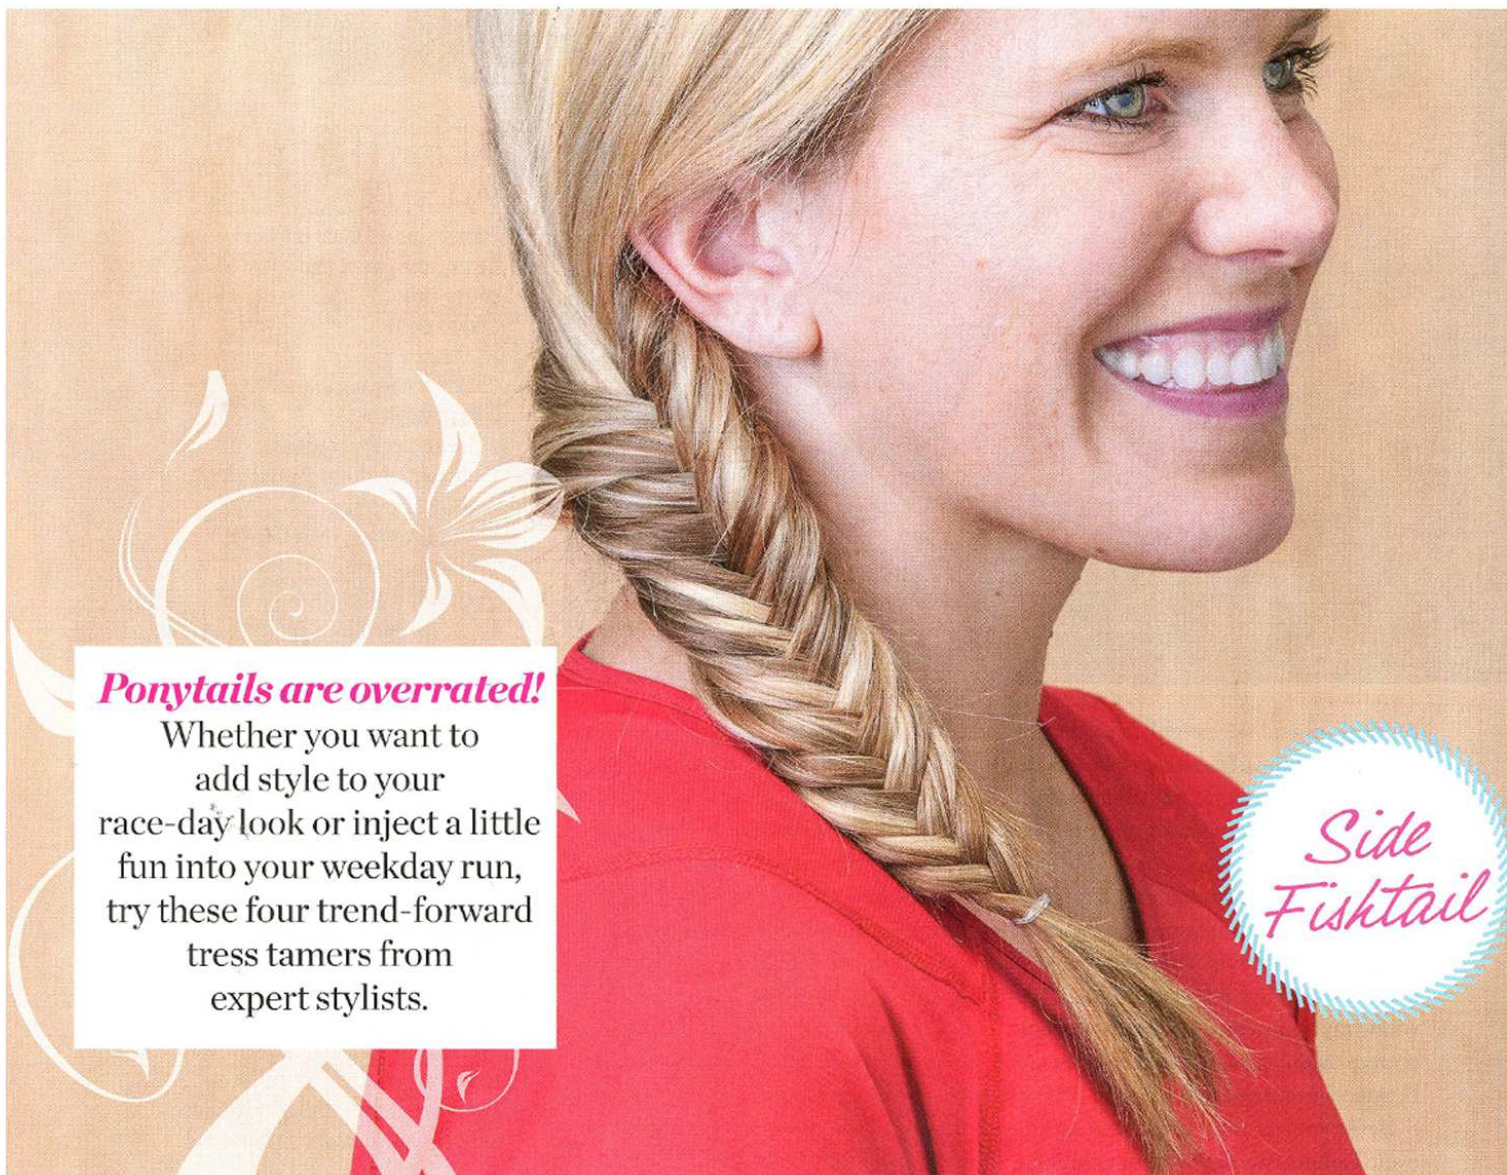 Ponytails are overrated!
Whether you want to
add style to your
race-day look or inject a little
fun into your weekday run,
try these four trend-forward
tress tamers from
expert stylists.
Side
Fishtail